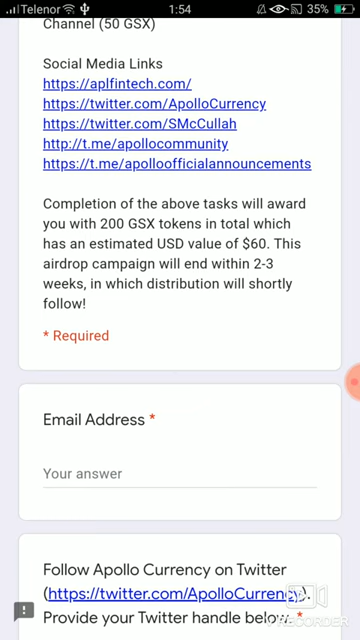 Telenor 1:54 35%
Channel (50 GSX)
Social Media Links
https://aplfintech.com/
https://twitter.com/ApolloCurrency
https://twitter.com/SMcCullah
http://t.me/apollocommunity
https://t.me/apolloofficialannouncements
Completion of the above tasks will award
you with 200 GSX tokens in total which
has an estimated USD value of $60. This
airdrop campaign will end within 2-3
weeks, in which distribution will shortly
follow!
* Required
Email Address *
Your answer
Follow Apollo Currency on Twitter
(https://twitter.com/ApolloCurrency).
Provide your Twitter handle below. *
RECORDER